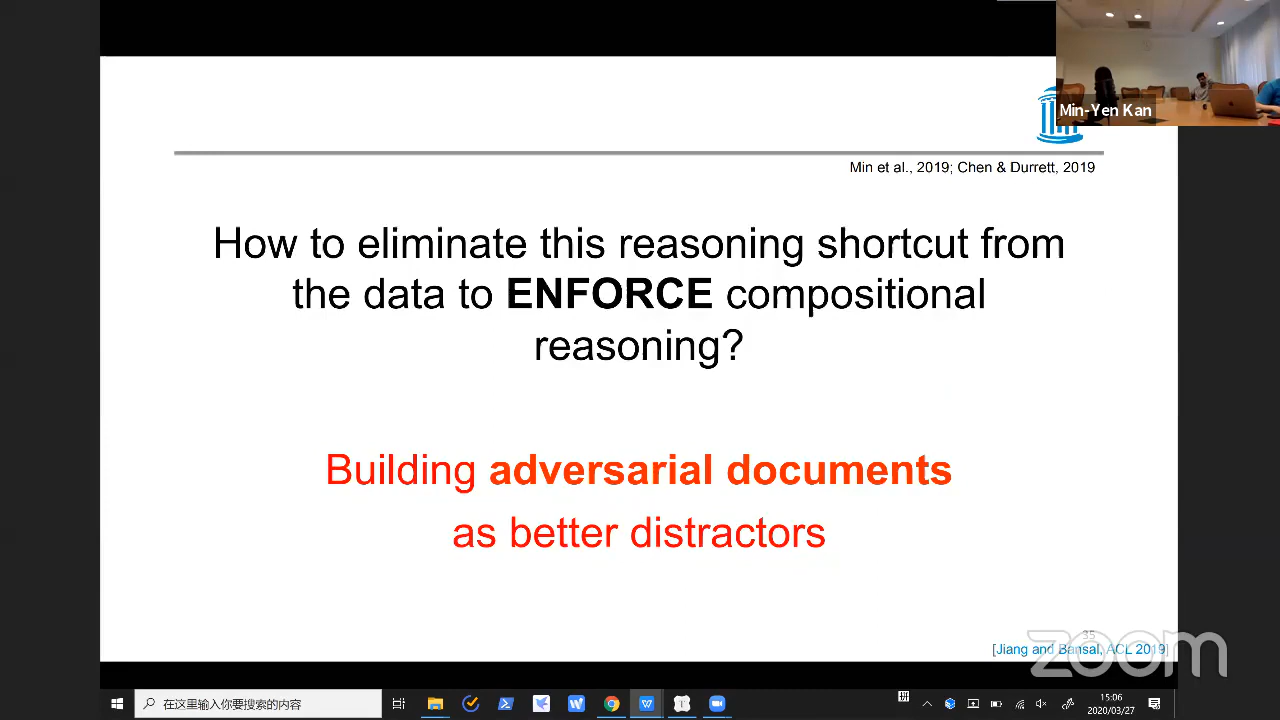 Min-Yen Kan
Min et al., 2019; Chen & Durrett, 2019
How to eliminate this reasoning shortcut from
the data to ENFORCE compositional
reasoning?
Building adversarial documents
as better distractors
35
[Jiang and Bansal, ACL 2019]
zoom
在这里输入你要搜索的内容
拼
15:06
2020/03/27